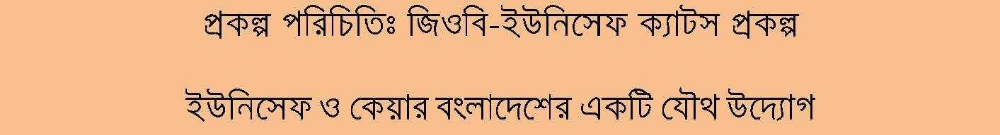 প্রকল্প পরিচিতিঃ জিওবি-ইউনিসেফ ক্যাটস প্রকল্প
ইউনিসেফ ও কেয়ার বংলাদেশের একটি যৌথ উদ্যোগ